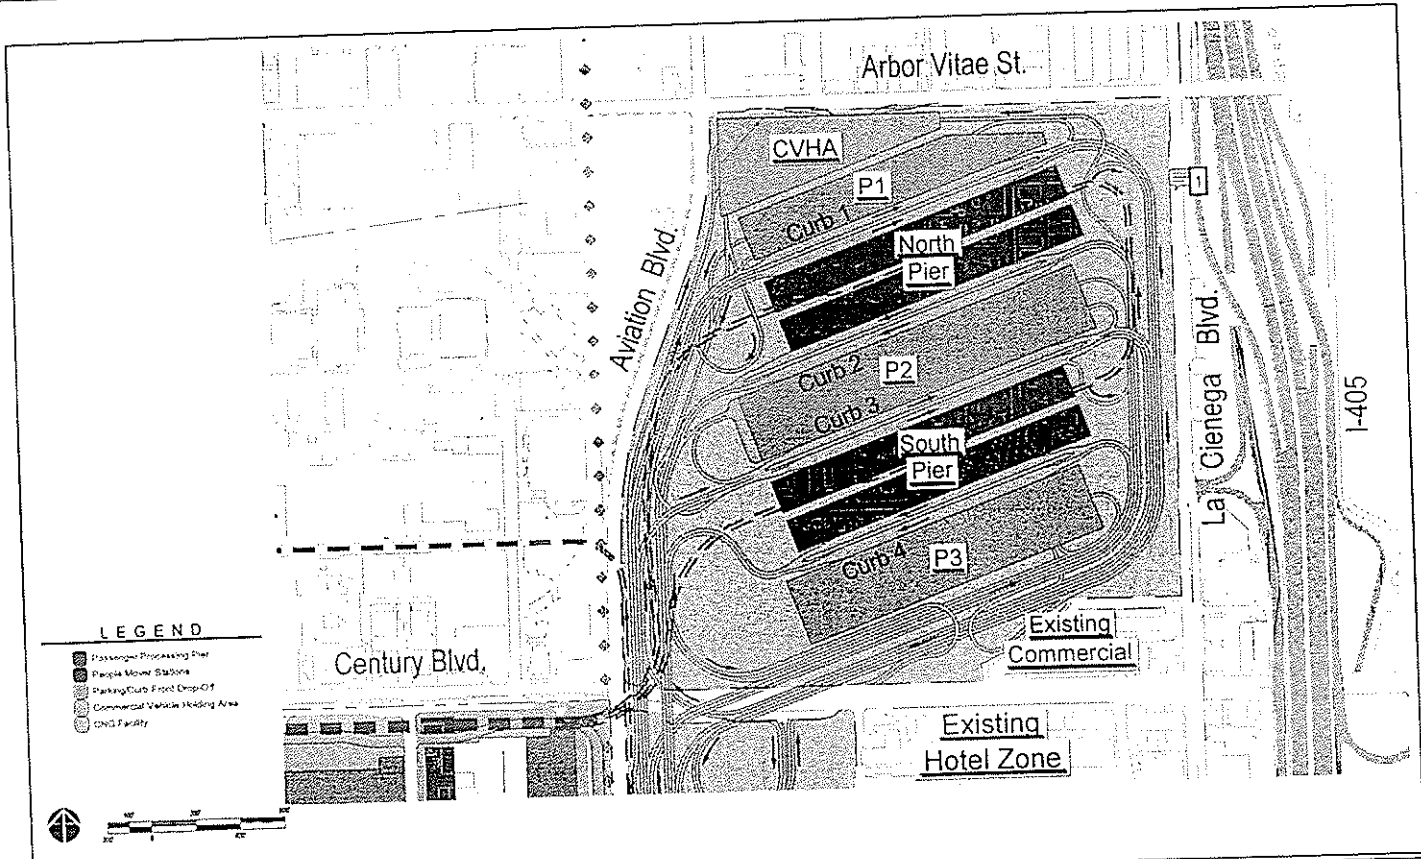 Arbor Vitae St.
CVHA
P1
1
Curb 1
North
Pier
Aviation Blvd.
La Cienega Blvd.
I-405
Curb 2
P2
Curb 3
South
Pier
Curb 4
P3
LEGEND
Passenger Processing Pier
People Mover Stations
Parking/Curb Front Drop-Off
Commercial Vehicle Holding Area
CNG Facility
Century Blvd.
Existing
Commercial
Existing
Hotel Zone